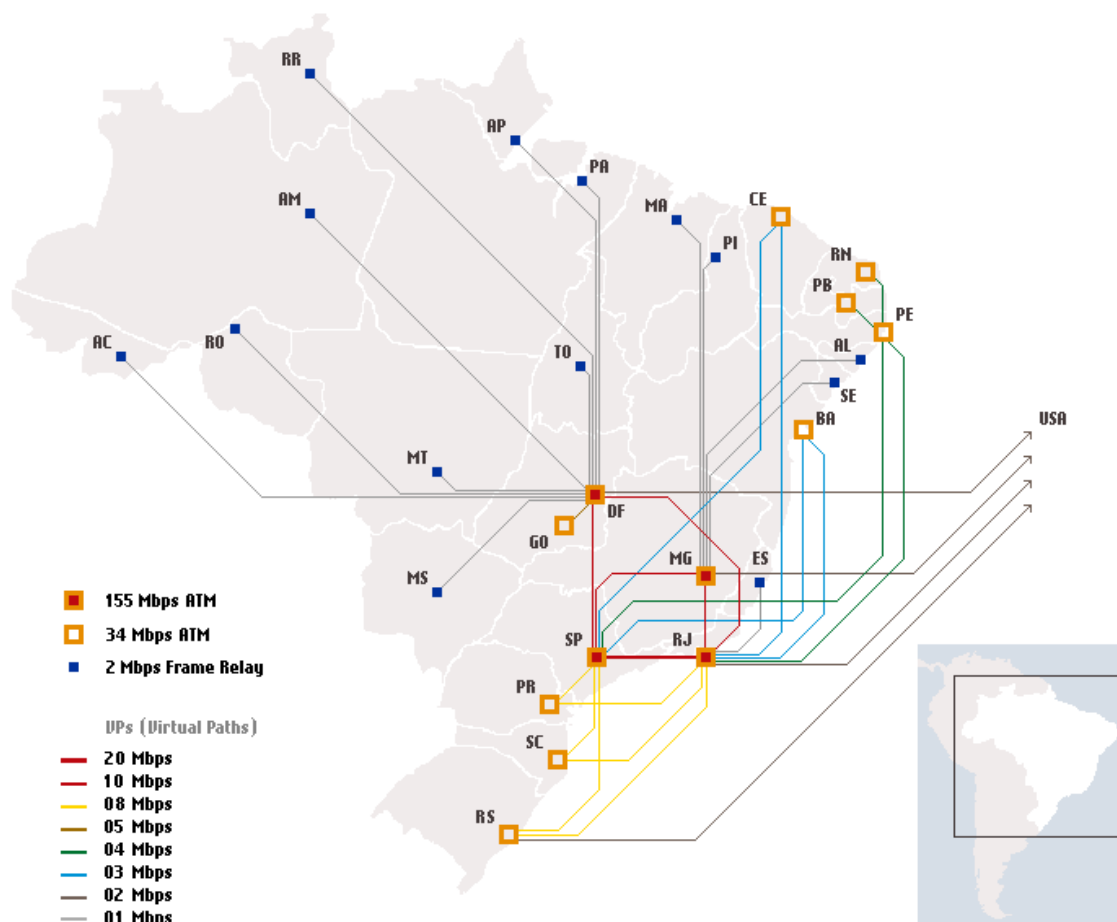 RR
AP
PA
AM
MA
CE
PI
RN
PB
PE
AC
RO
TO
AL
SE
BA
USA
MT
DF
GO
MG
ES
MS
155 Mbps ATM
34 Mbps ATM
2 Mbps Frame Relay
SP
RJ
PR
SC
RS
VPs (Virtual Paths)
20 Mbps
10 Mbps
08 Mbps
05 Mbps
04 Mbps
03 Mbps
02 Mbps
01 Mbps